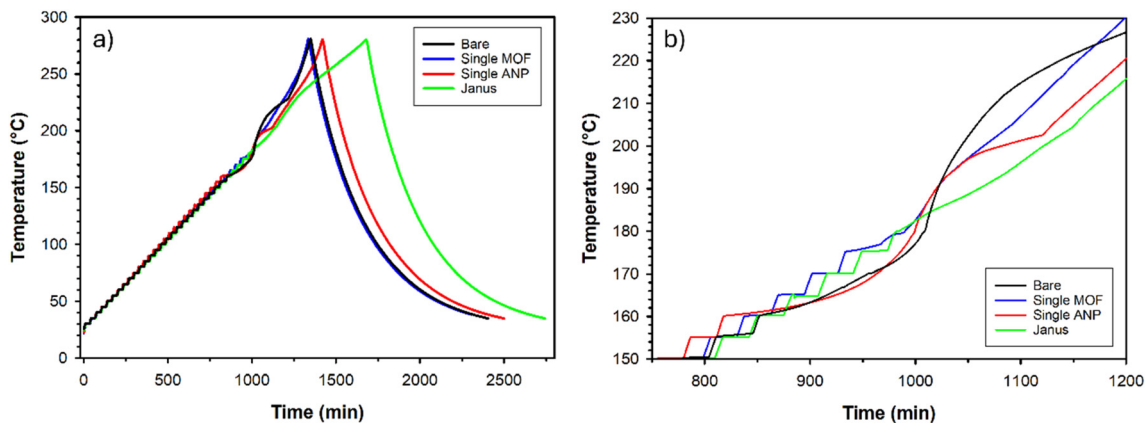 a)
Temperature (°C)
300
250
200
150
100
50
0
0
500
1000
1500
2000
2500
Time (min)
Bare
Single MOF
Single ANP
Janus
b)
Temperature (°C)
230
220
210
200
190
180
170
160
150
800
900
1000
1100
1200
Time (min)
Bare
Single MOF
Single ANP
Janus